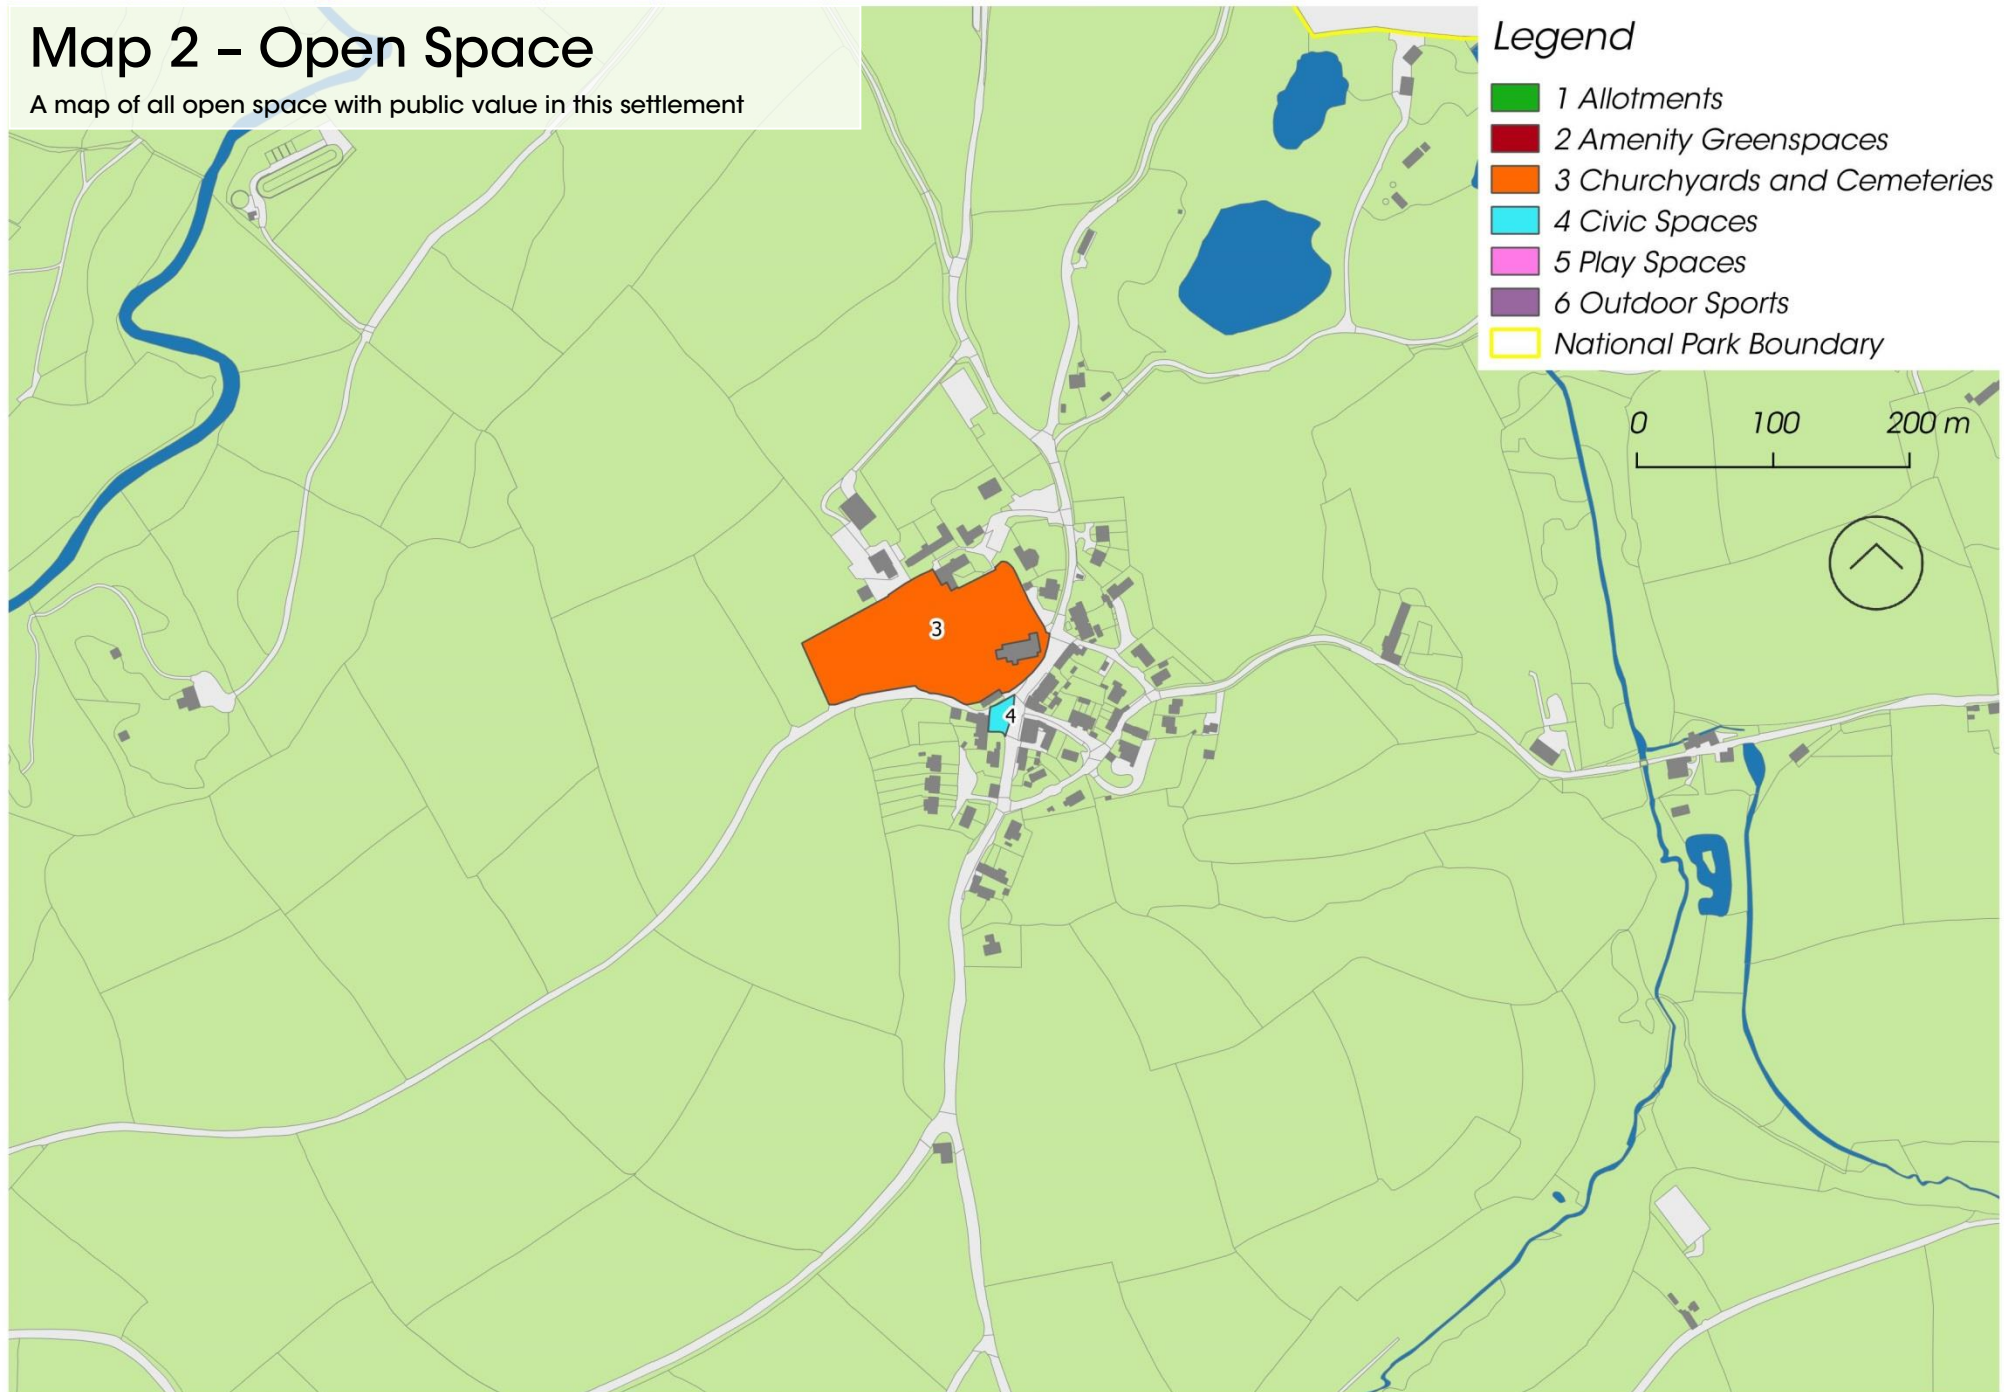 Map 2 – Open Space
A map of all open space with public value in this settlement
Legend
1 Allotments
2 Amenity Greenspaces
3 Churchyards and Cemeteries
4 Civic Spaces
5 Play Spaces
6 Outdoor Sports
National Park Boundary
0 100 200 m
3
4